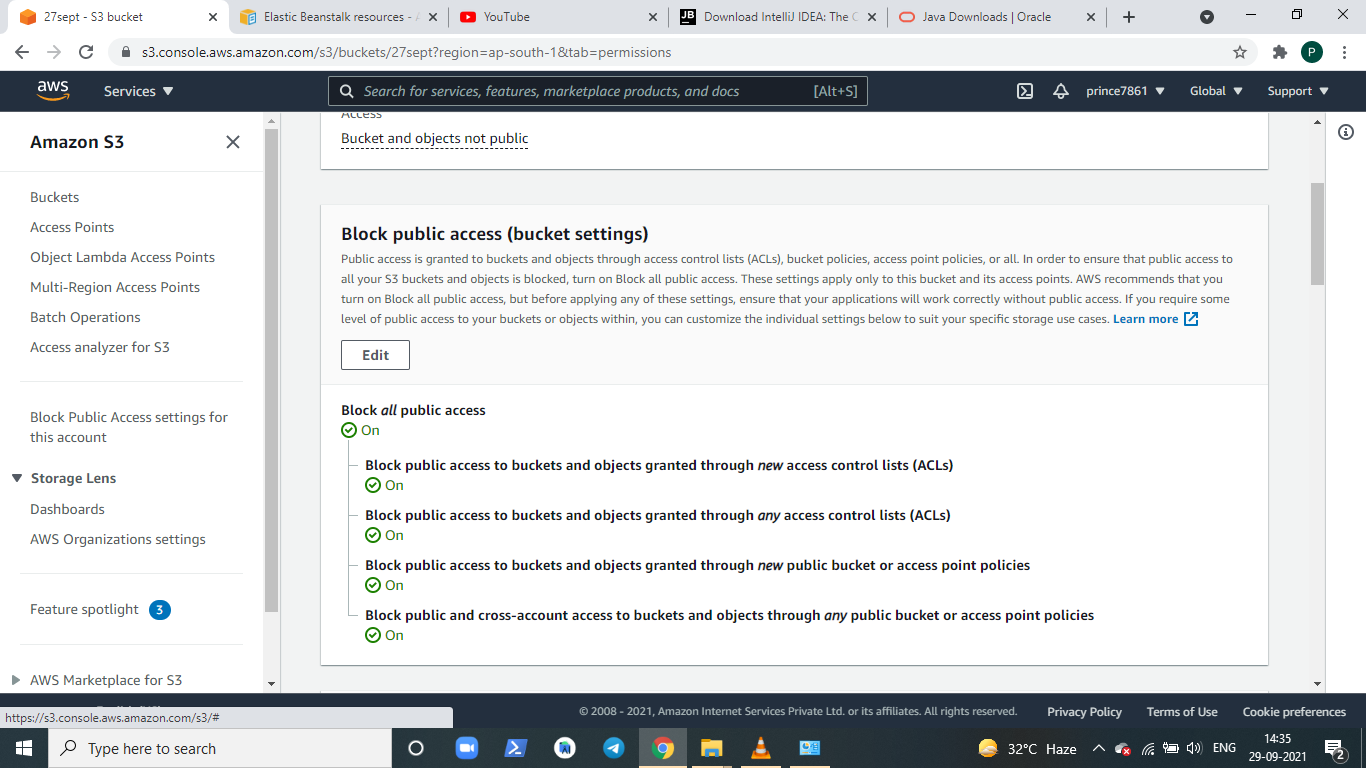 27sept - S3 bucket
Elastic Beanstalk resources - A
YouTube
Download IntelliJ IDEA: The C
Java Downloads | Oracle
s3.console.aws.amazon.com/s3/buckets/27sept?region=ap-south-1&tab=permissions
P
aws
Services
Search for services, features, marketplace products, and docs
[Alt+S]
prince7861
Global
Support
Amazon S3
Buckets
Access Points
Object Lambda Access Points
Multi-Region Access Points
Batch Operations
Access analyzer for S3
Block Public Access settings for
this account
Storage Lens
Dashboards
AWS Organizations settings
Feature spotlight 3
AWS Marketplace for S3
Access
Bucket and objects not public
Block public access (bucket settings)
Public access is granted to buckets and objects through access control lists (ACLs), bucket policies, access point policies, or all. In order to ensure that public access to
all your S3 buckets and objects is blocked, turn on Block all public access. These settings apply only to this bucket and its access points. AWS recommends that you
turn on Block all public access, but before applying any of these settings, ensure that your applications will work correctly without public access. If you require some
level of public access to your buckets or objects within, you can customize the individual settings below to suit your specific storage use cases. Learn more
Edit
Block all public access
On
Block public access to buckets and objects granted through new access control lists (ACLs)
On
Block public access to buckets and objects granted through any access control lists (ACLs)
On
Block public access to buckets and objects granted through new public bucket or access point policies
On
Block public and cross-account access to buckets and objects through any public bucket or access point policies
On
https://s3.console.aws.amazon.com/s3/#
© 2008 - 2021, Amazon Internet Services Private Ltd. or its affiliates. All rights reserved.
Privacy Policy
Terms of Use
Cookie preferences
Type here to search
32°C Haze
ENG
14:35
29-09-2021
2